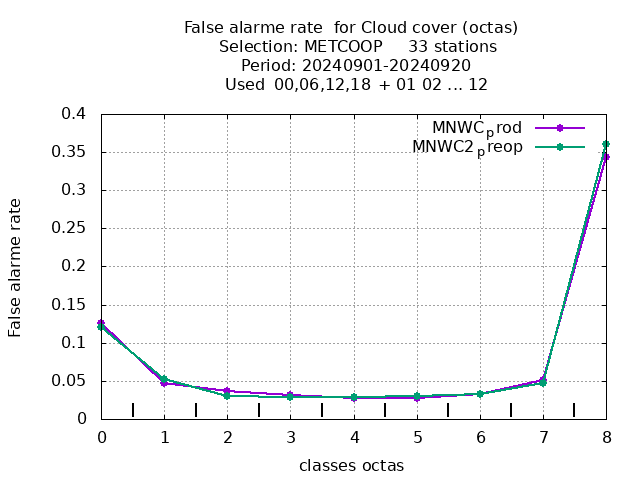 False alarme rate  for Cloud cover (octas)
Selection: METCOOP     33 stations
Period: 20240901-20240920
Used  00,06,12,18 + 01 02 ... 12
MNWC_prod
MNWC2_preop
0.4
0.35
0.3
0.25
0.2
0.15
0.1
0.05
0
False alarme rate
0 1 2 3 4 5 6 7 8
classes octas